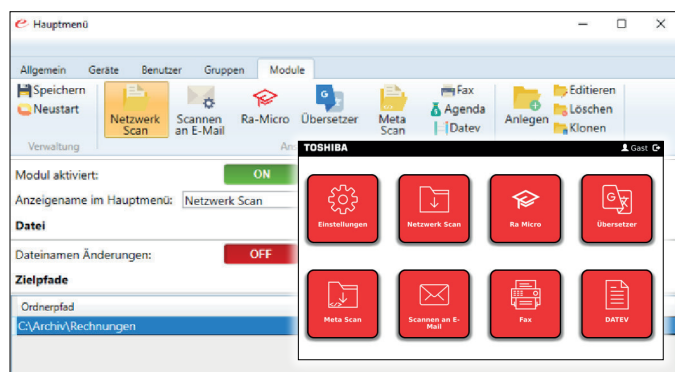 Hauptmenü
Allgemein Geräte Benutzer Gruppen Module
Speichern
Neustart
Verwaltung
Netzwerk
Scan
Scannen
an E-Mail
Ra-Micro
Übersetzer
Meta
Scan
Fax
Agenda
Datev
Anlegen
Editieren
Löschen
Klonen
Modul aktiviert: ON
Anzeigename im Hauptmenü: Netzwerk Scan
Datei
Dateinamen Änderungen: OFF
Zielpfade
Ordnerpfad
C:\Archiv\Rechnungen
TOSHIBA Gast
Einstellungen
Netzwerk Scan
Ra Micro
Übersetzer
Meta Scan
Scannen an E-
Mail
Fax
DATEV